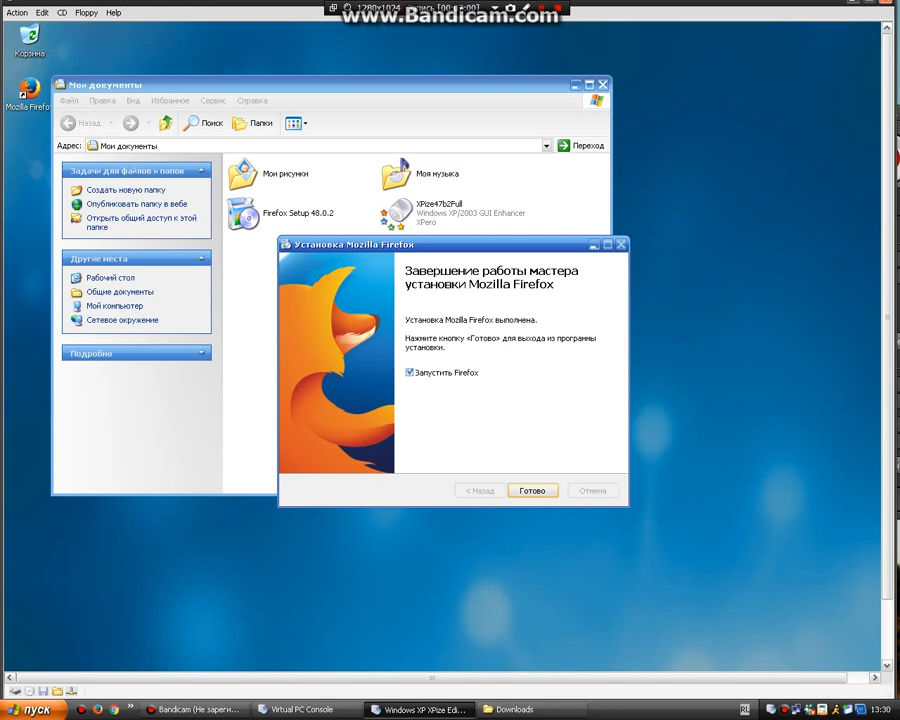 www.Bandicam.com
Action Edit CD Floppy Help
Корзина
Mozilla Firefo
Мои документы
Файл Правка Вид Избранное Сервис Справка
Назад Поиск Папки
Адрес: Мои документы Переход
Задачи для файлов и папок
Создать новую папку
Опубликовать папку в вебе
Открыть общий доступ к этой
папке
Другие места
Рабочий стол
Общие документы
Мой компьютер
Сетевое окружение
Подробно
Мои рисунки
Моя музыка
Firefox Setup 48.0.2
XPize47b2Full
Windows XP/2003 GUI Enhancer
XPero
Установка Mozilla Firefox
Завершение работы мастера
установки Mozilla Firefox
Установка Mozilla Firefox выполнена.
Нажмите кнопку «Готово» для выхода из программы
установки.
Запустить Firefox
< Назад Готово Отмена
пуск
Bandicam (Не зареги...
Virtual PC Console
Windows XP XPize Edi...
Downloads
RL
13:30